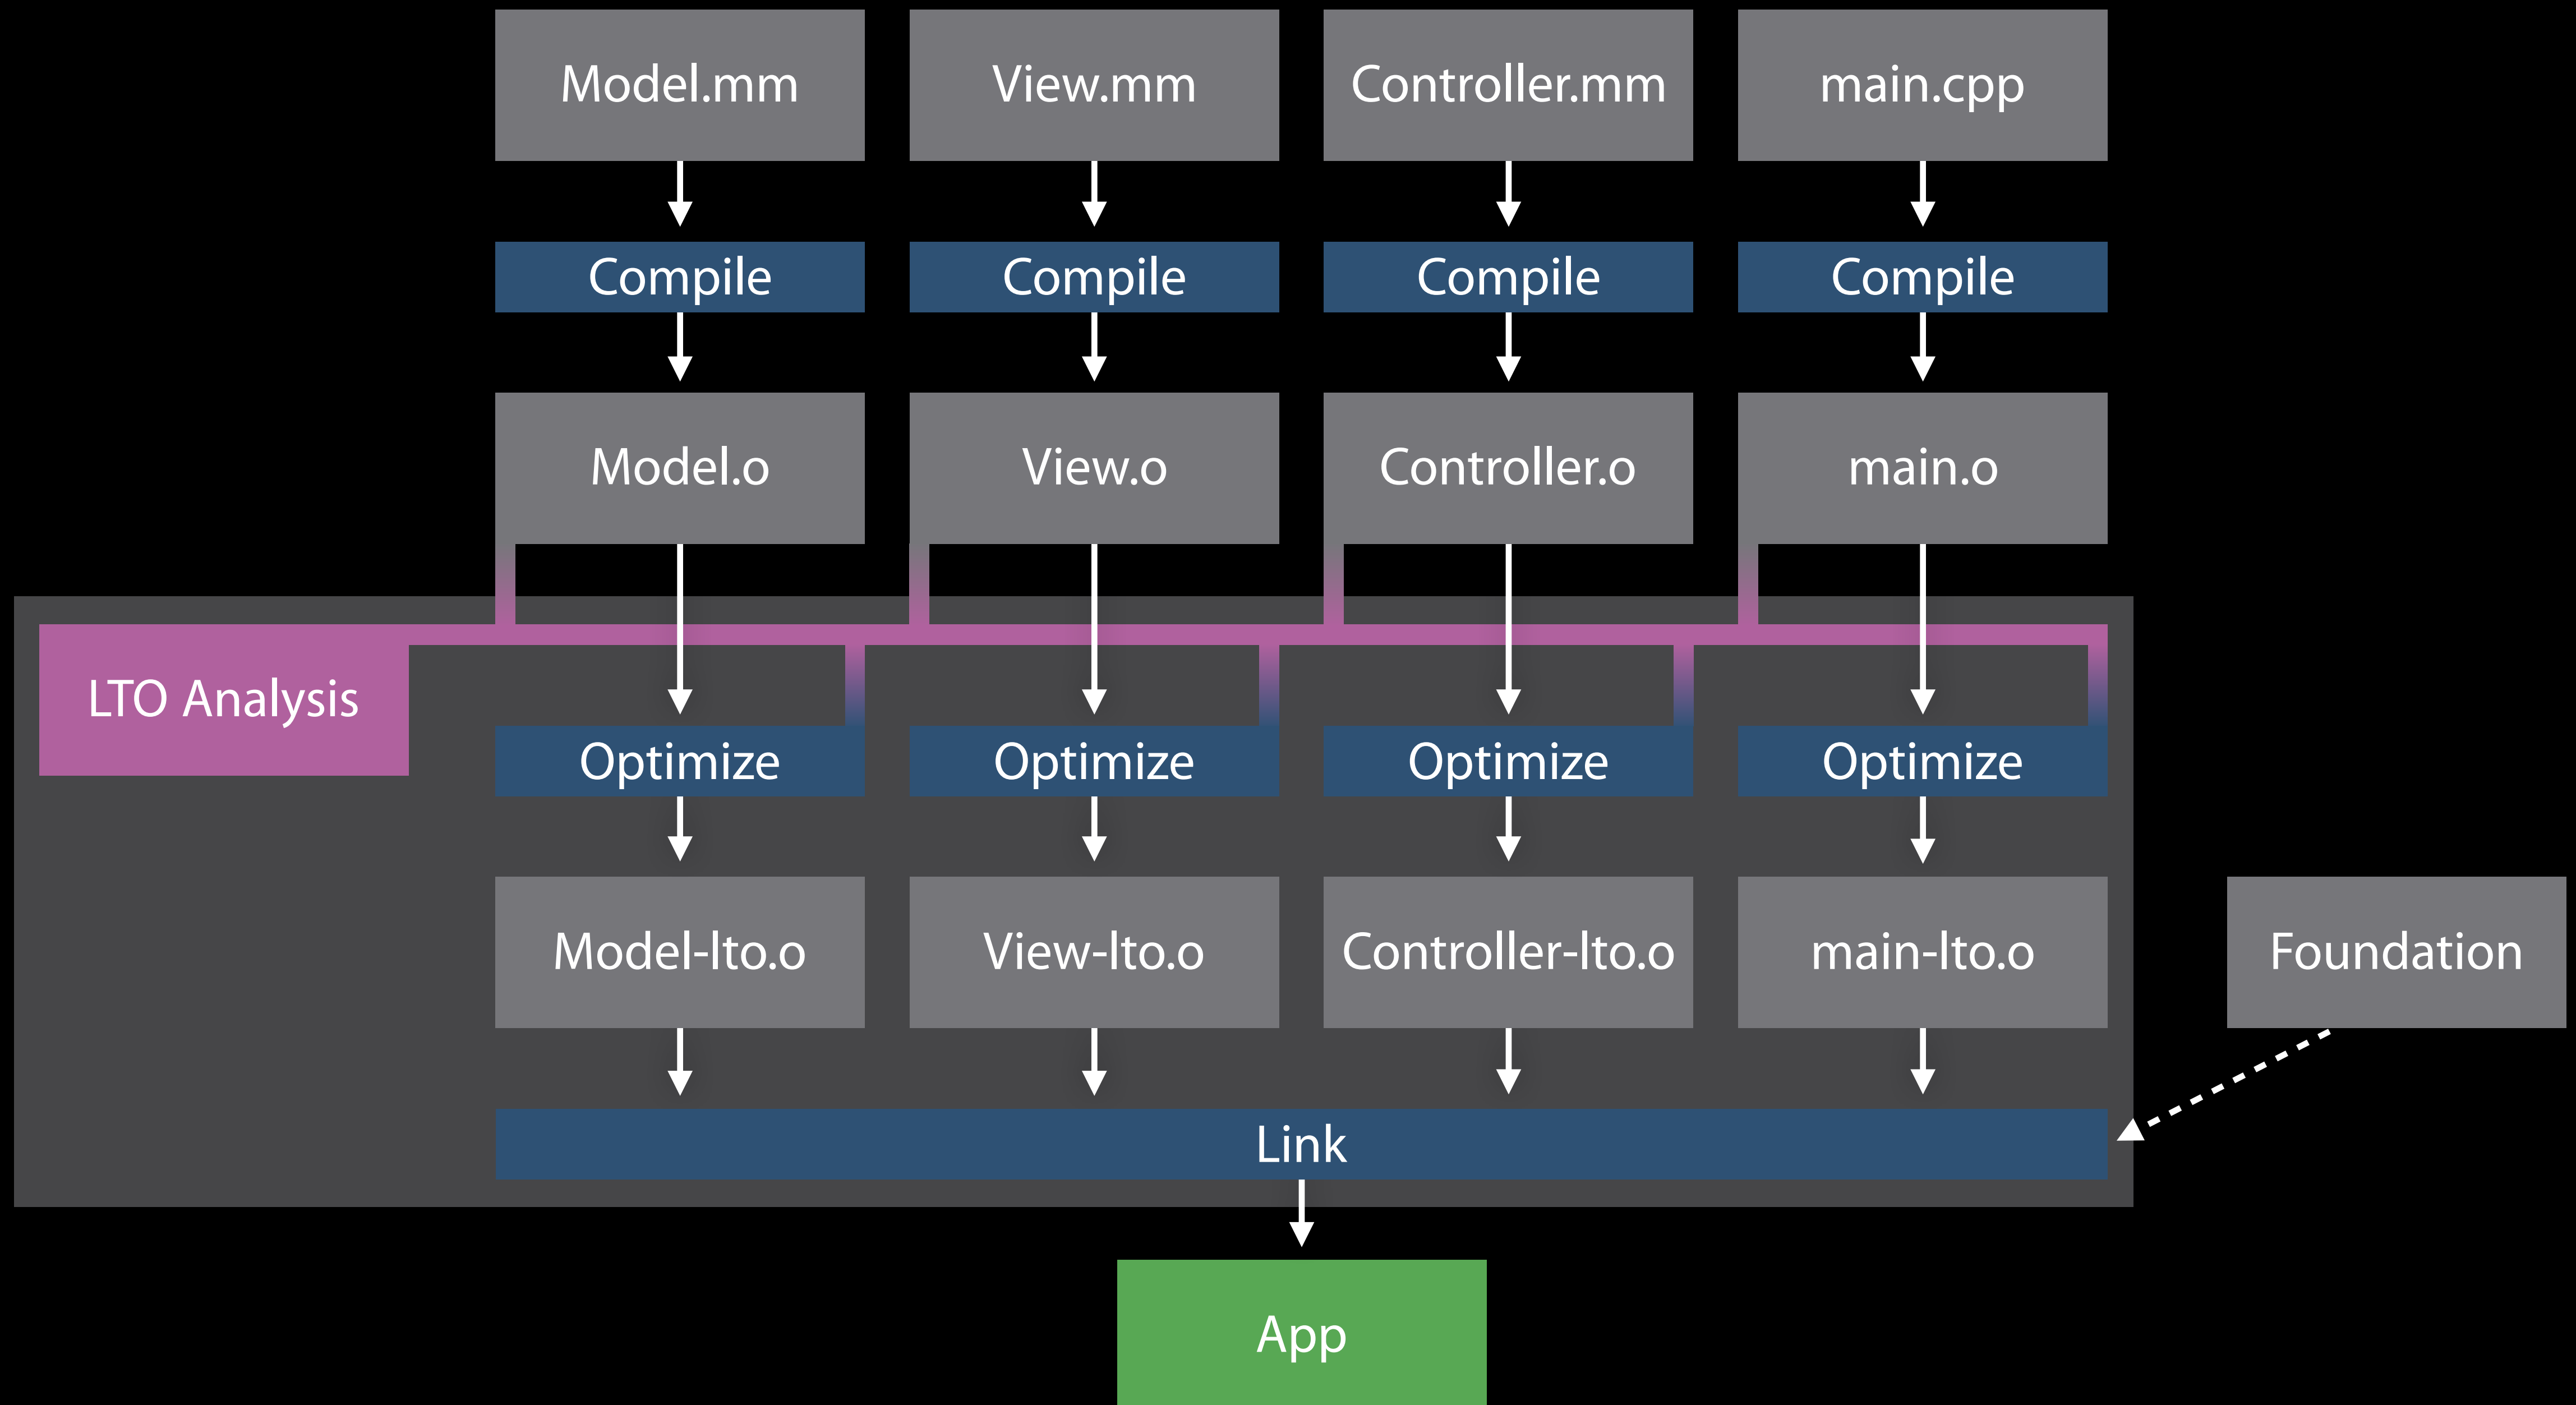 Model.mm
View.mm
Controller.mm
main.cpp
Compile
Compile
Compile
Compile
Model.o
View.o
Controller.o
main.o
LTO Analysis
Optimize
Optimize
Optimize
Optimize
Model-lto.o
View-lto.o
Controller-lto.o
main-lto.o
Foundation
Link
App